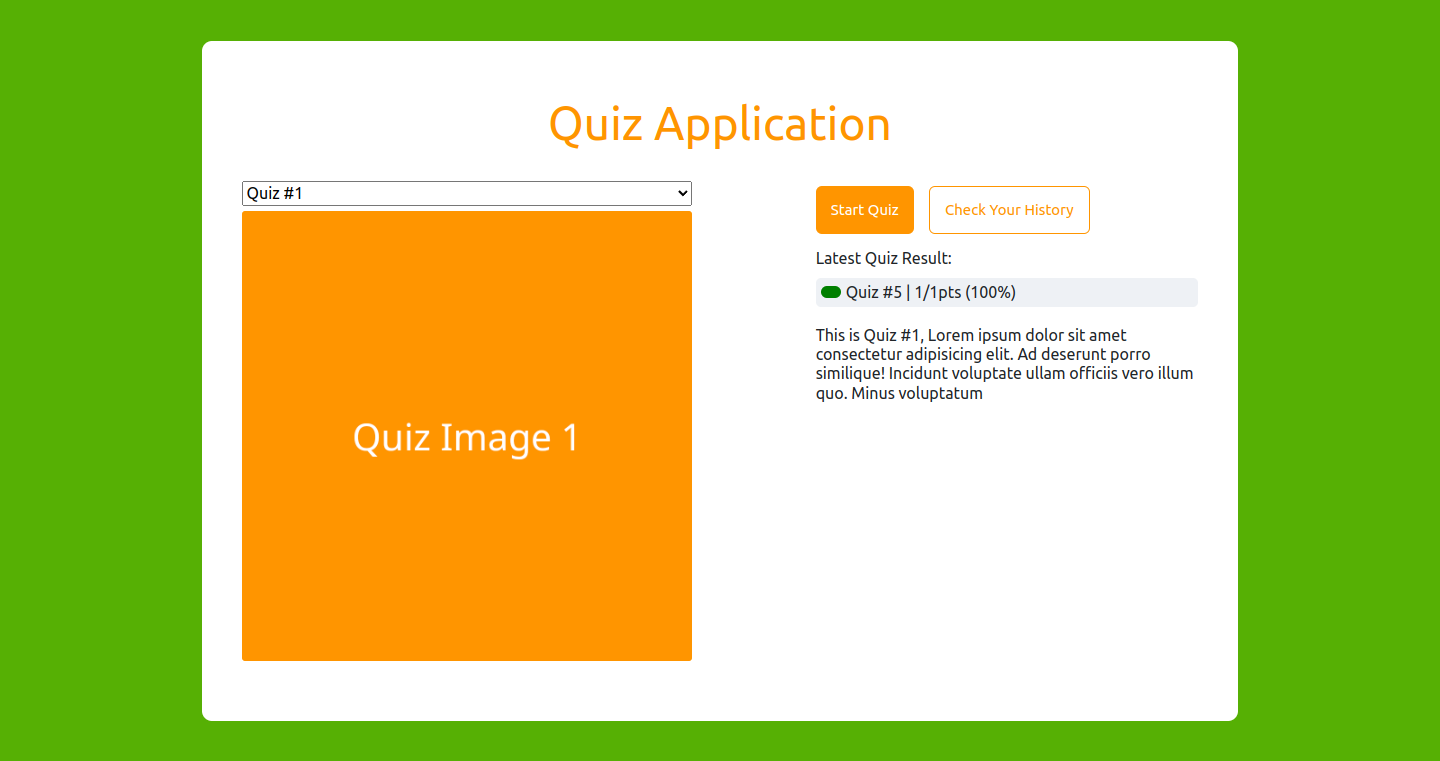 Quiz Application
Quiz #1
Quiz Image 1
Start Quiz
Check Your History
Latest Quiz Result:
Quiz #5 | 1/1pts (100%)
This is Quiz #1, Lorem ipsum dolor sit amet
consectetur adipisicing elit. Ad deserunt porro
similique! Incidunt voluptate ullam officiis vero illum
quo. Minus voluptatum